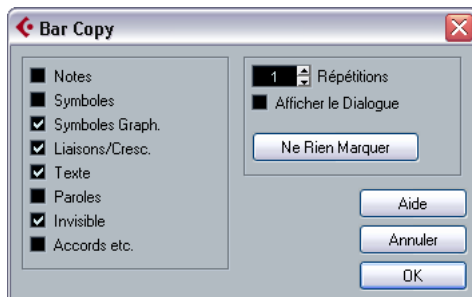 Bar Copy
Notes
Symboles
Symboles Graph.
Liaisons/Cresc.
Texte
Paroles
Invisible
Accords etc.
1 Répétitions
Afficher le Dialogue
Ne Rien Marquer
Aide
Annuler
OK